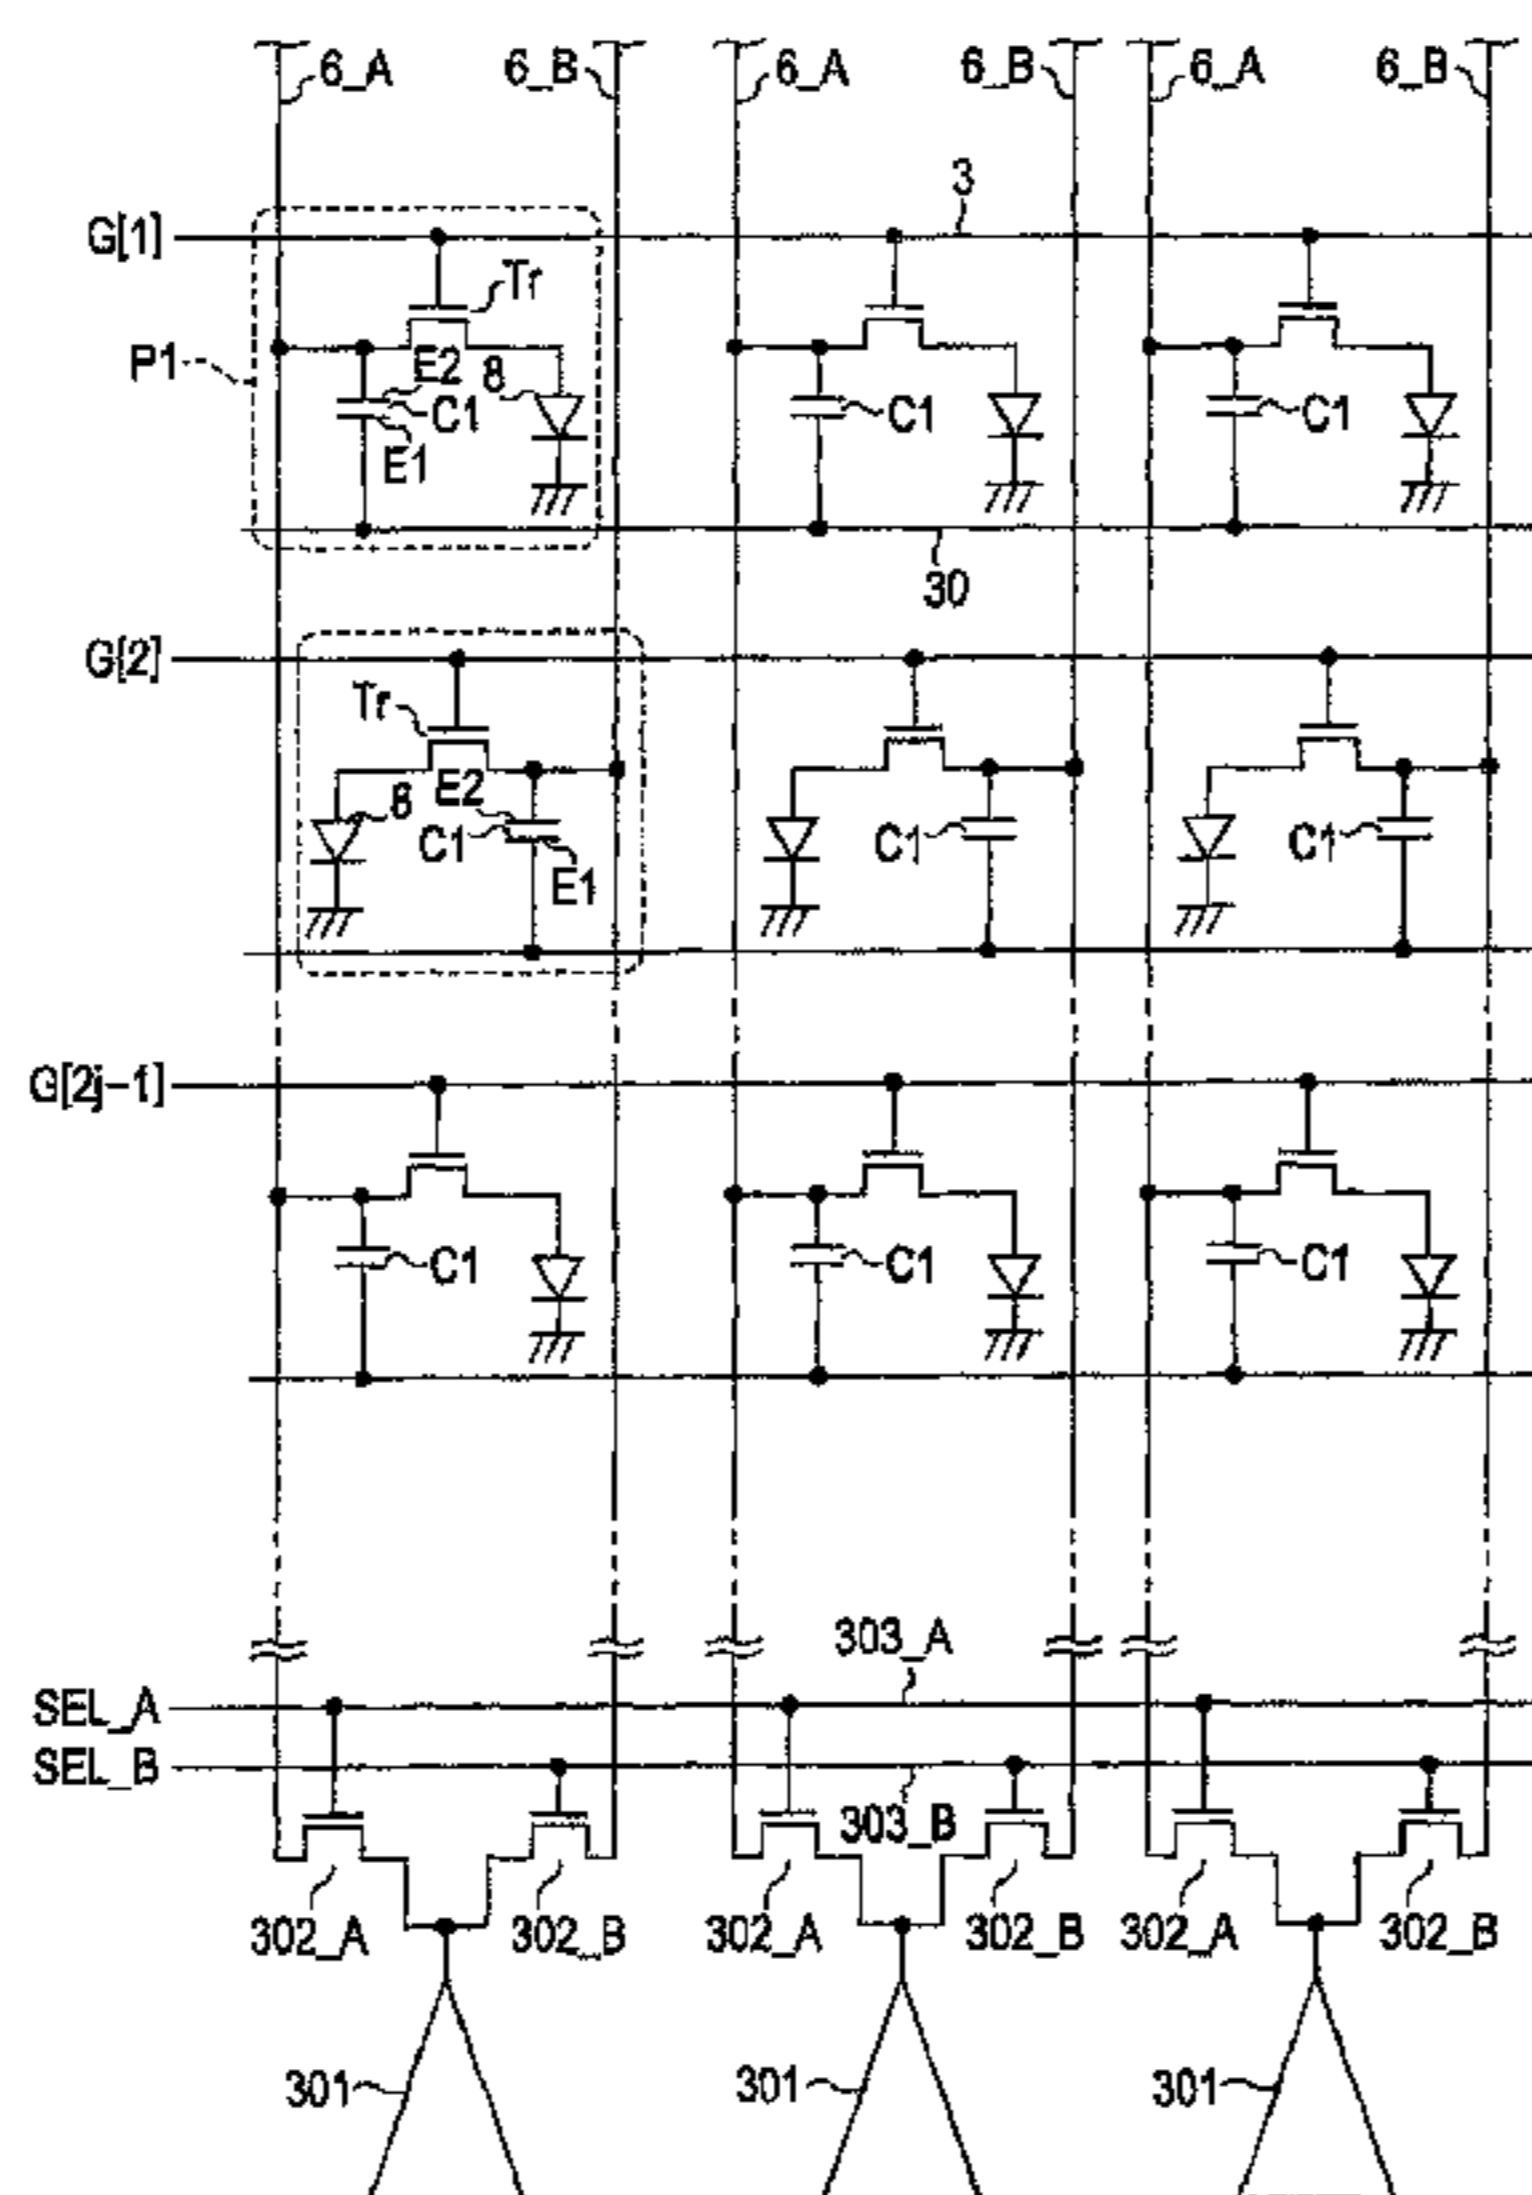 6_A 6_B 6_A 6_B 6_A 6_B
3
G[1]
Tr
P1
E2 8
C1 C1 C1
E1
30
G[2]
Tr
8 E2
C1 C1 C1
E1
G[2j-1]
C1 C1 C1
303_A
SEL_A
SEL_B
303_B
302_A 302_B 302_A 302_B 302_A 302_B
301 301 301